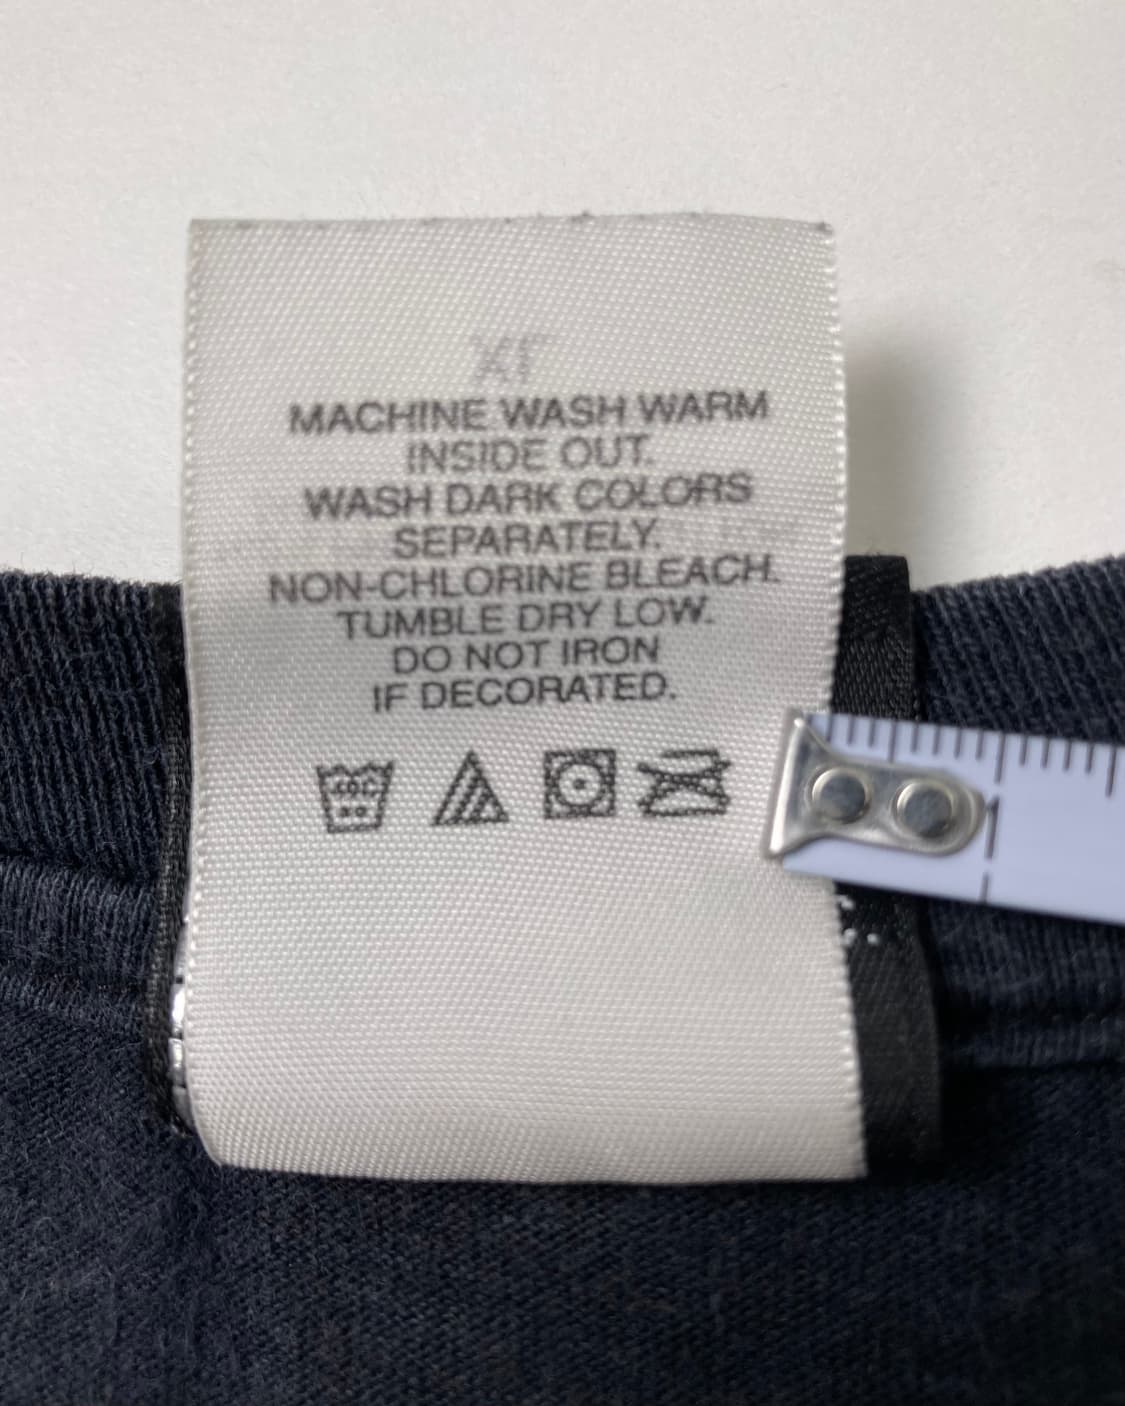 MACHINE WASH WARM
INSIDE OUT.
WASH DARK COLORS
SEPARATELY.
NON-CHLORINE BLEACH.
TUMBLE DRY LOW.
DO NOT IRON
IF DECORATED.
40C